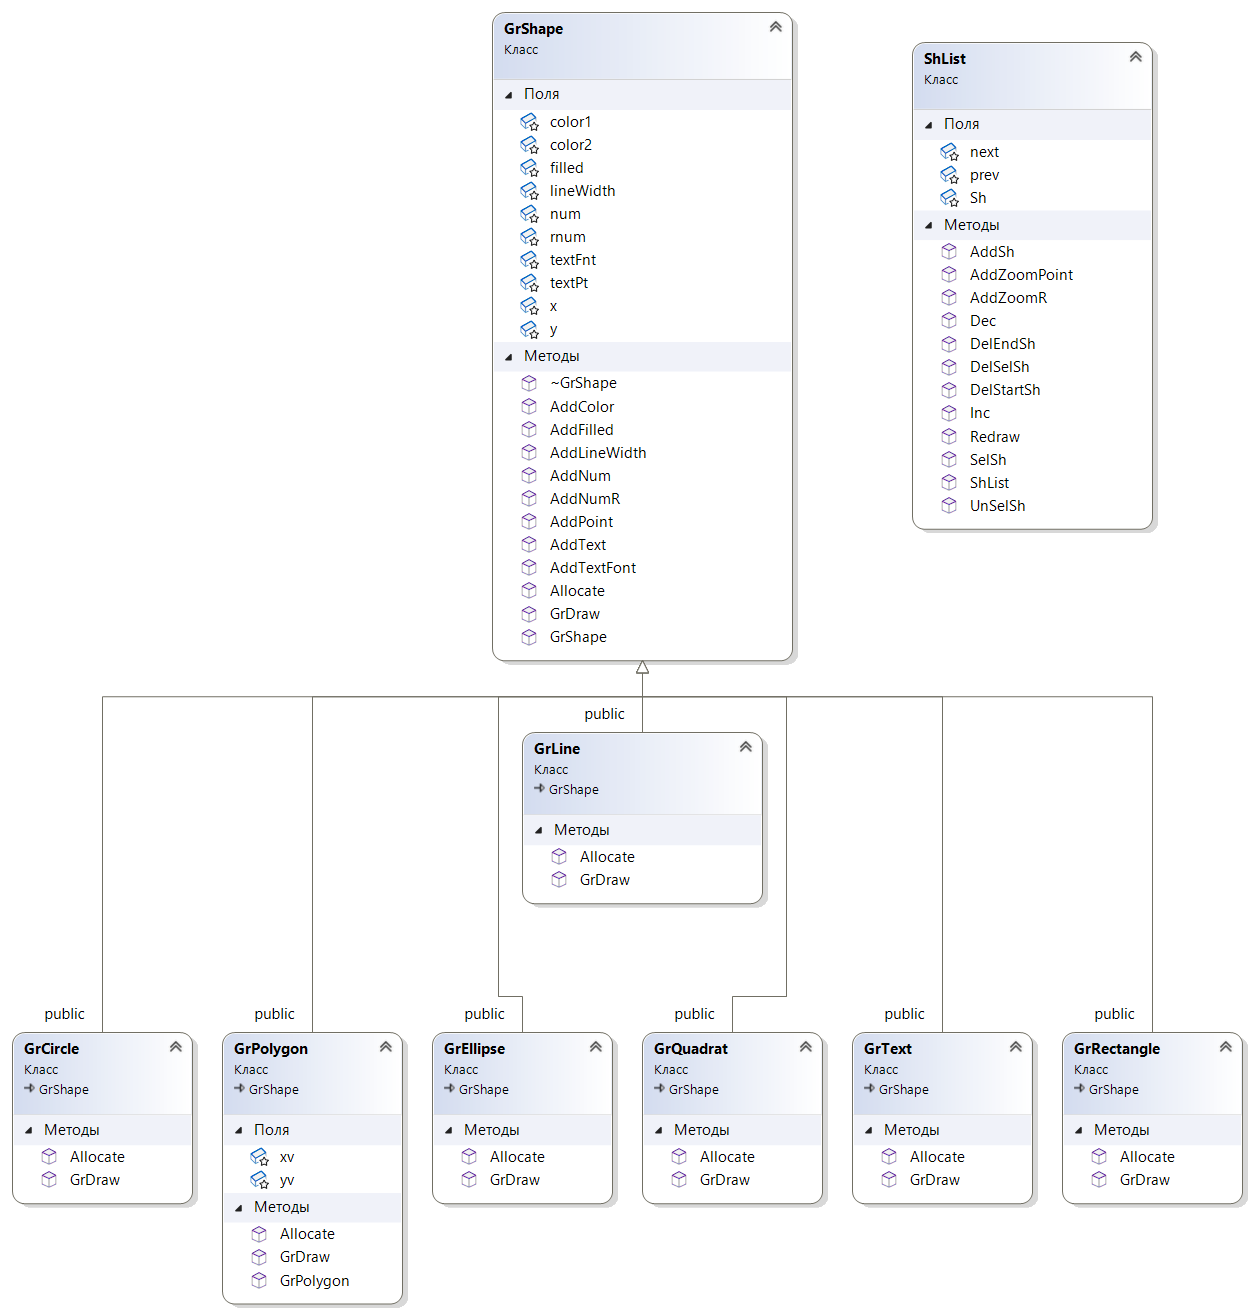 GrShape
Класс
Поля
color1
color2
filled
lineWidth
num
rnum
textFnt
textPt
x
y
Методы
~GrShape
AddColor
AddFilled
AddLineWidth
AddNum
AddNumR
AddPoint
AddText
AddTextFont
Allocate
GrDraw
GrShape
ShList
Класс
Поля
next
prev
Sh
Методы
AddSh
AddZoomPoint
AddZoomR
Dec
DelEndSh
DelSelSh
DelStartSh
Inc
Redraw
SelSh
ShList
UnSelSh
public
GrLine
Класс
GrShape
Методы
Allocate
GrDraw
public
GrCircle
Класс
GrShape
Методы
Allocate
GrDraw
public
GrPolygon
Класс
GrShape
Поля
xv
yv
Методы
Allocate
GrDraw
GrPolygon
public
GrEllipse
Класс
GrShape
Методы
Allocate
GrDraw
public
GrQuadrat
Класс
GrShape
Методы
Allocate
GrDraw
public
GrText
Класс
GrShape
Методы
Allocate
GrDraw
public
GrRectangle
Класс
GrShape
Методы
Allocate
GrDraw